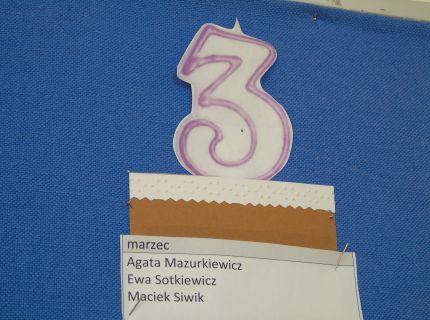 3
marzec
Agata Mazurkiewicz
Ewa Sotkiewicz
Maciek Siwik